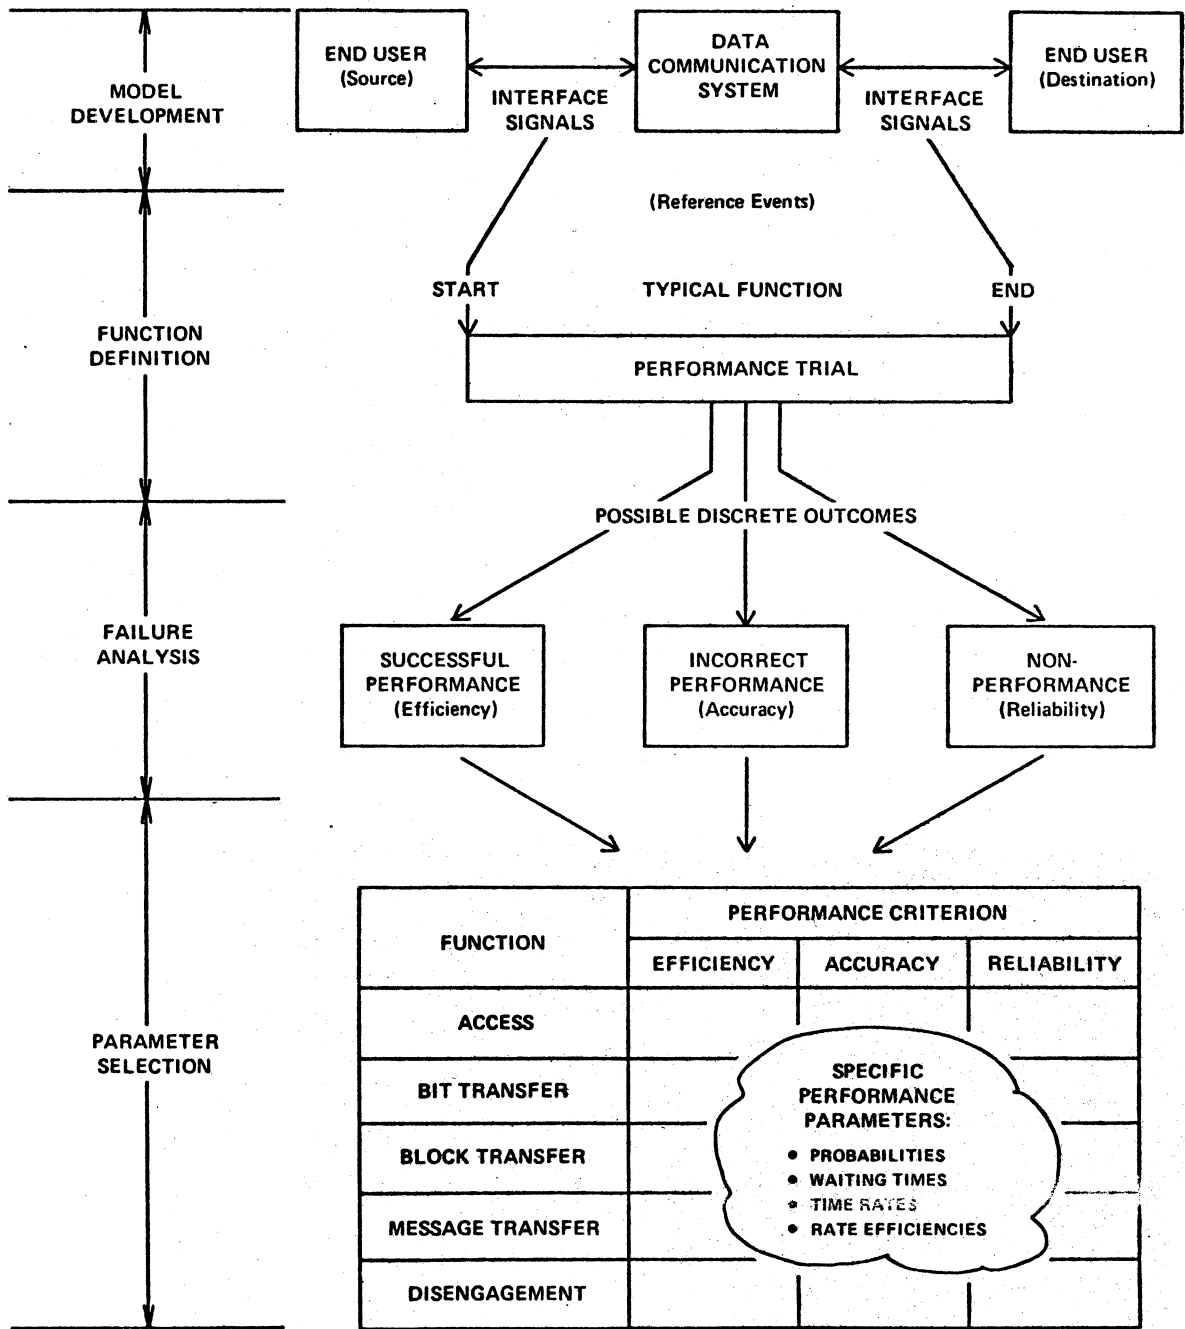 MODEL
DEVELOPMENT
END USER
(Source)
INTERFACE
SIGNALS
DATA
COMMUNICATION
SYSTEM
INTERFACE
SIGNALS
END USER
(Destination)
FUNCTION
DEFINITION
(Reference Events)
START
TYPICAL FUNCTION
END
PERFORMANCE TRIAL
FAILURE
ANALYSIS
POSSIBLE DISCRETE OUTCOMES
SUCCESSFUL
PERFORMANCE
(Efficiency)
INCORRECT
PERFORMANCE
(Accuracy)
NON-
PERFORMANCE
(Reliability)
PARAMETER
SELECTION
FUNCTION
PERFORMANCE CRITERION
EFFICIENCY
ACCURACY
RELIABILITY
ACCESS
BIT TRANSFER
BLOCK TRANSFER
MESSAGE TRANSFER
DISENGAGEMENT
SPECIFIC
PERFORMANCE
PARAMETERS:
• PROBABILITIES
• WAITING TIMES
• TIME RATES
• RATE EFFICIENCIES